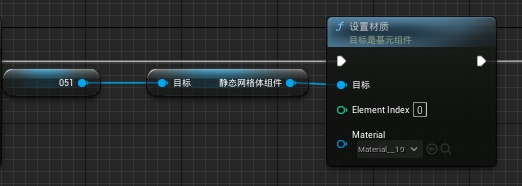 设置材质
目标是基元组件
051
目标 静态网格体组件
目标
Element Index 0
Material
Material__19